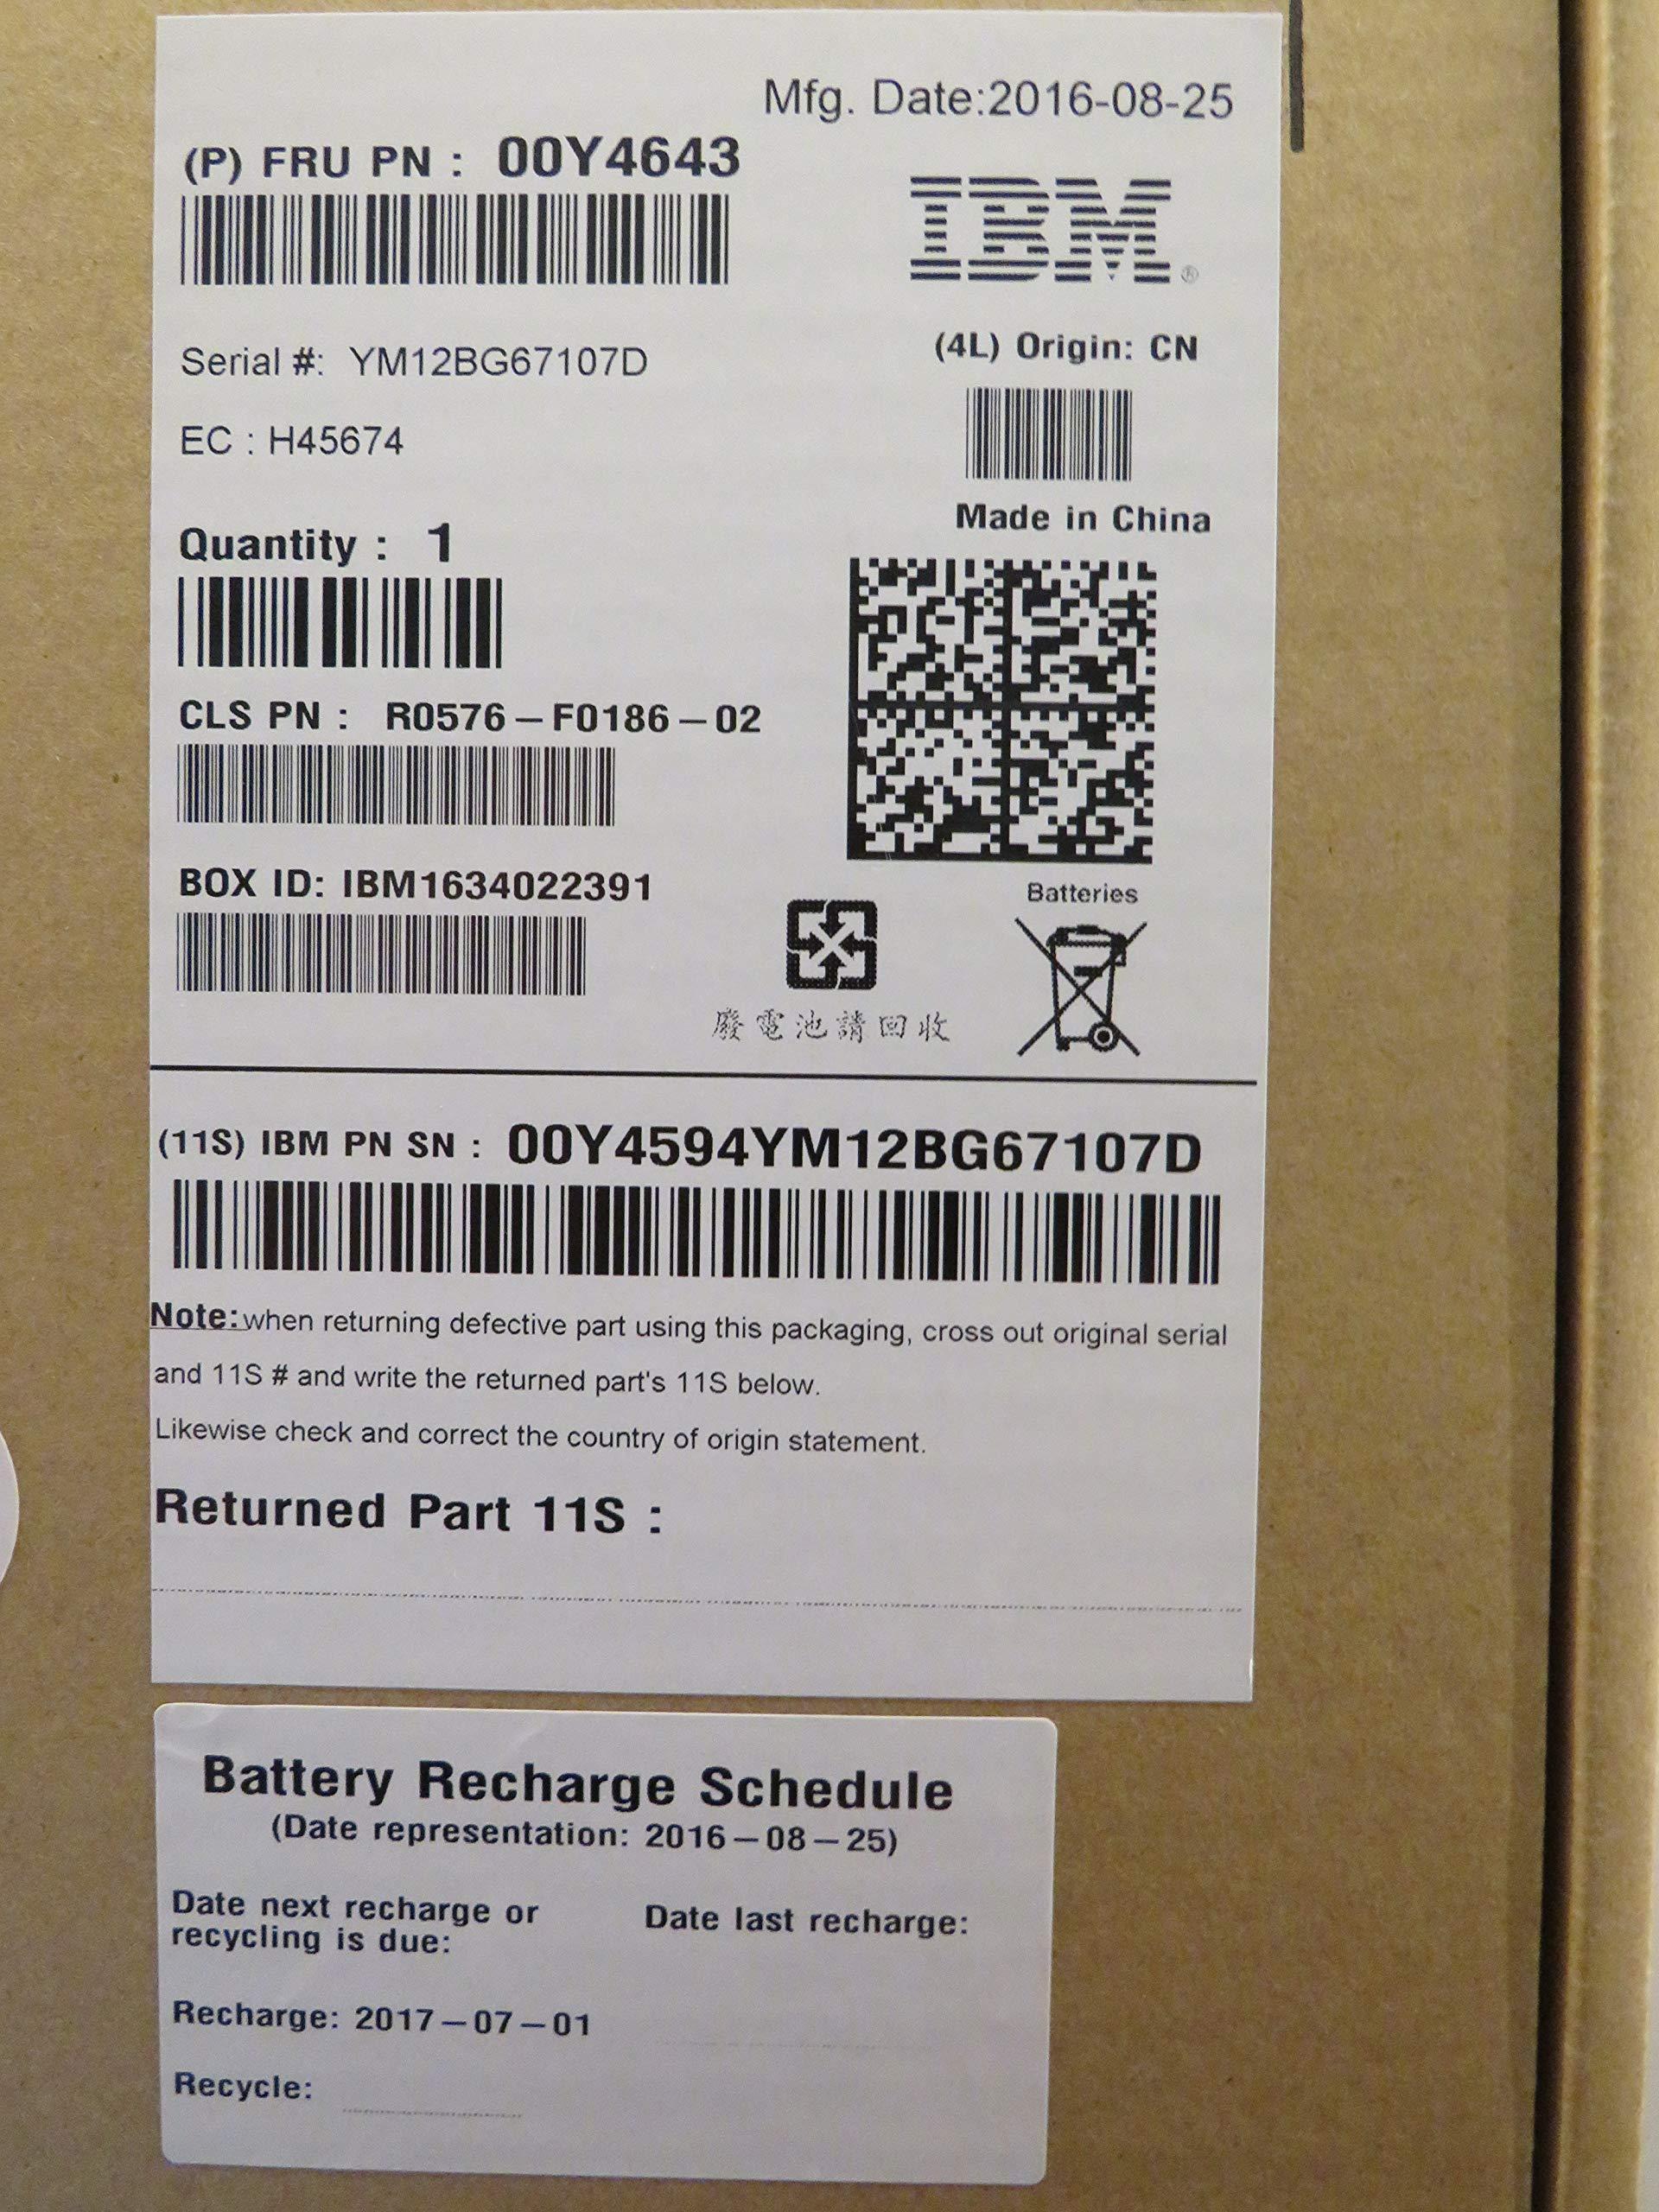 Mfg. Date:2016-08-25
(P) FRU PN : 00Y4643
IBM®
Serial #: YM12BG67107D
(4L) Origin: CN
EC : H45674
Made in China
Quantity : 1
CLS PN : R0576-F0186-02
BOX ID: IBM1634022391
Batteries
廢電池請回收
(11S) IBM PN SN : 00Y4594YM12BG67107D
Note:when returning defective part using this packaging, cross out original serial
and 11S # and write the returned part's 11S below.
Likewise check and correct the country of origin statement.
Returned Part 11S :
Battery Recharge Schedule
(Date representation: 2016-08-25)
Date next recharge or
recycling is due:
Date last recharge:
Recharge: 2017-07-01
Recycle: